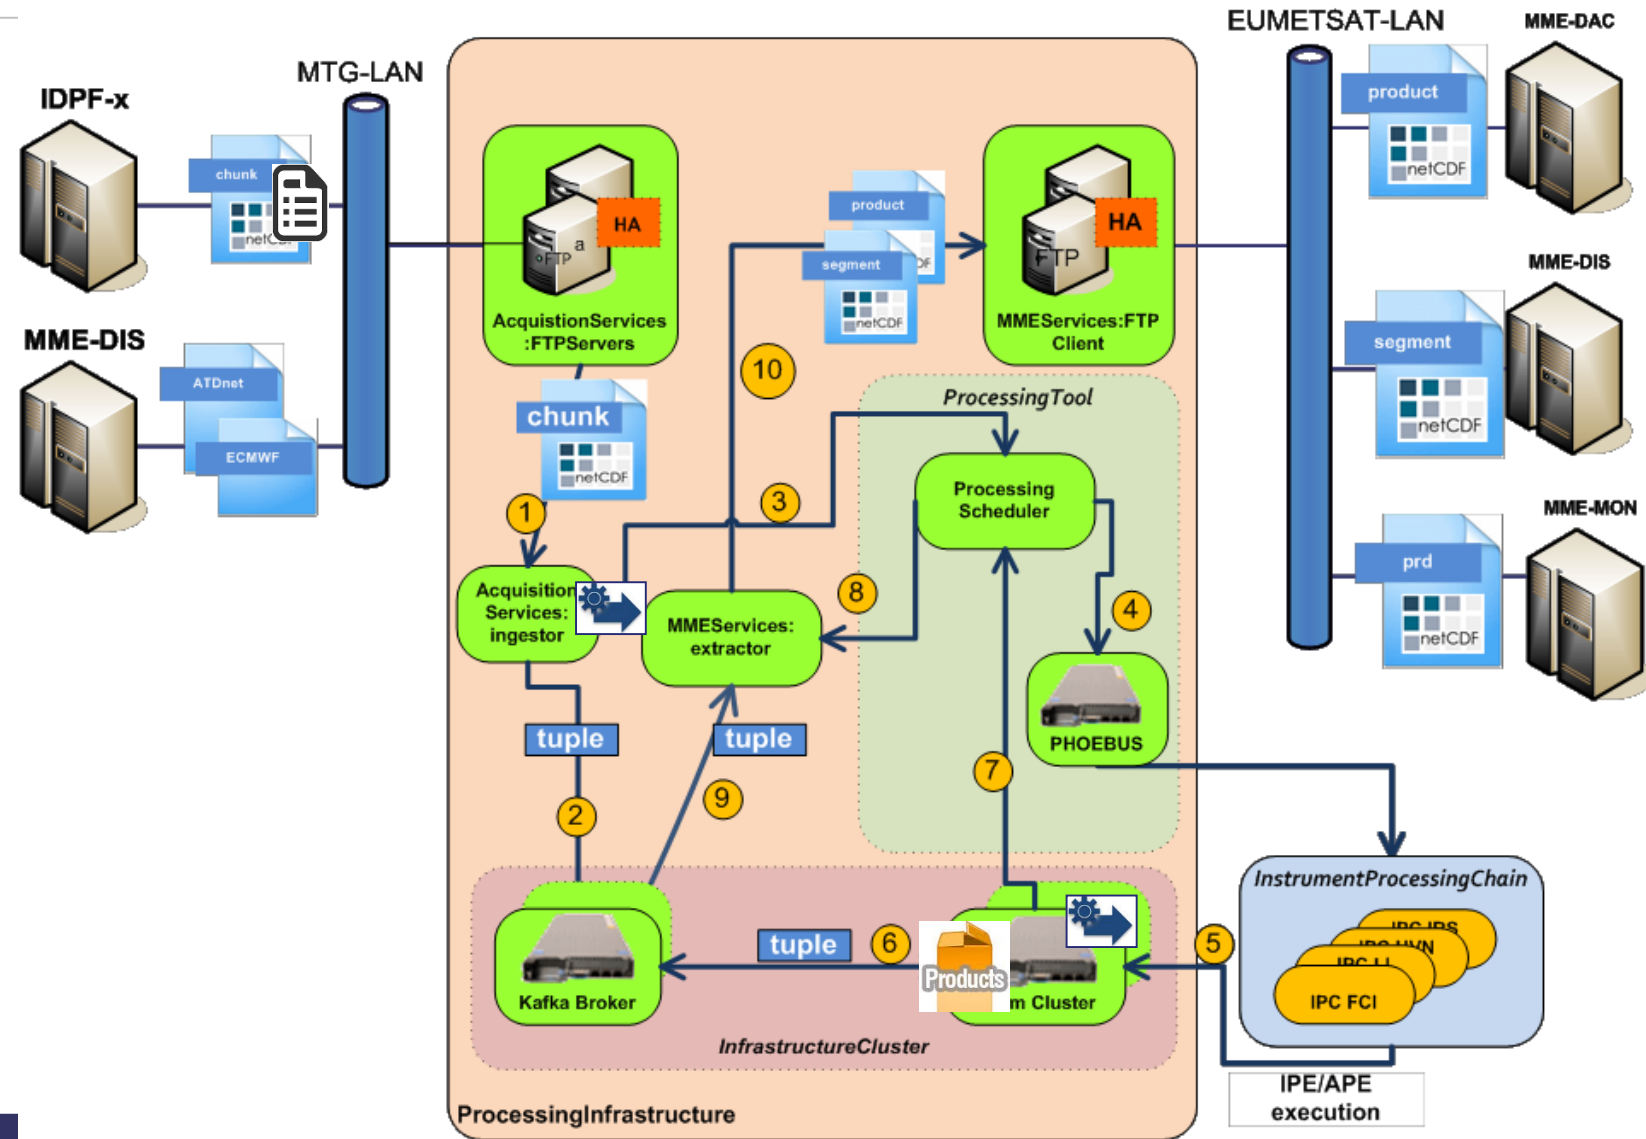 EUMETSAT-LAN
MME-DAC
MTG-LAN
IDPF-x
product
netCDF
chunk
HA
FTP
a
AcquistionServices
:FTPServers
product
segment
netCDF
HA
FTP
MMEServices:FTP
Client
MME-DIS
segment
netCDF
MME-DIS
ATDnet
ECMWF
10
ProcessingTool
chunk
netCDF
1
3
Processing
Scheduler
MME-MON
prd
netCDF
Acquisition
Services:
ingestor
MMEServices:
extractor
8
4
PHOEBUS
tuple
tuple
7
2
9
InstrumentProcessingChain
IPC FCI
tuple
6
5
Products
Kafka Broker
Cluster
InfrastructureCluster
IPE/APE
execution
ProcessingInfrastructure